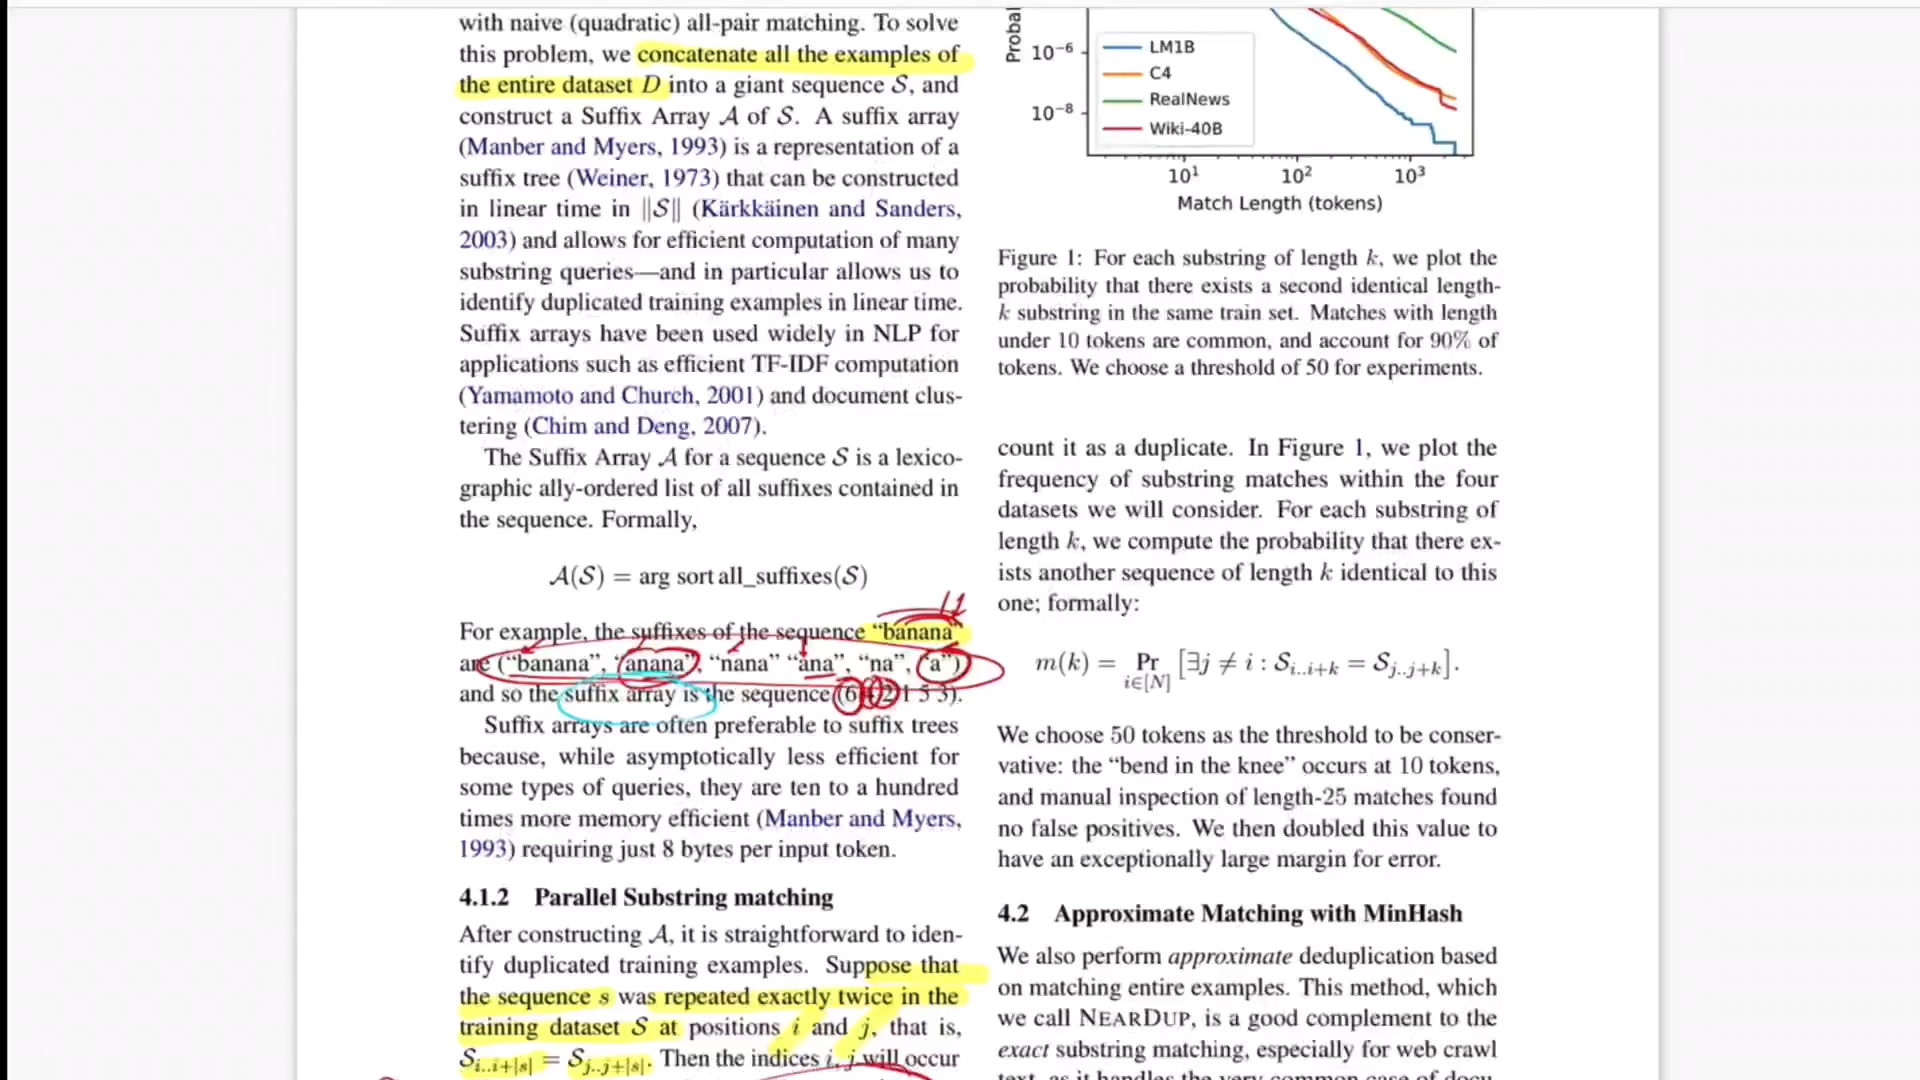 with naive (quadratic) all-pair matching. To solve
this problem, we concatenate all the examples of
the entire dataset D into a giant sequence S, and
construct a Suffix Array A of S. A suffix array
(Manber and Myers, 1993) is a representation of a
suffix tree (Weiner, 1973) that can be constructed
in linear time in ||S|| (Kärkkäinen and Sanders,
2003) and allows for efficient computation of many
substring queries—and in particular allows us to
identify duplicated training examples in linear time.
Suffix arrays have been used widely in NLP for
applications such as efficient TF-IDF computation
(Yamamoto and Church, 2001) and document clus-
tering (Chim and Deng, 2007).
The Suffix Array A for a sequence S is a lexico-
graphic ally-ordered list of all suffixes contained in
the sequence. Formally,
A(S) = arg sort all_suffixes(S)
For example, the suffixes of the sequence "banana"
are ("banana", "anana", "nana" "ana", "na", "a")
and so the suffix array is the sequence (6 4 2 1 5 3).
Suffix arrays are often preferable to suffix trees
because, while asymptotically less efficient for
some types of queries, they are ten to a hundred
times more memory efficient (Manber and Myers,
1993) requiring just 8 bytes per input token.
4.1.2 Parallel Substring matching
After constructing A, it is straightforward to iden-
tify duplicated training examples. Suppose that
the sequence s was repeated exactly twice in the
training dataset S at positions i and j, that is,
S_{i..i+|s|} = S_{j..j+|s|}. Then the indices i, j will occur
Proba
10⁻⁶
10⁻⁸
LM1B
C4
RealNews
Wiki-40B
10¹ 10² 10³
Match Length (tokens)
Figure 1: For each substring of length k, we plot the
probability that there exists a second identical length-
k substring in the same train set. Matches with length
under 10 tokens are common, and account for 90% of
tokens. We choose a threshold of 50 for experiments.
count it as a duplicate. In Figure 1, we plot the
frequency of substring matches within the four
datasets we will consider. For each substring of
length k, we compute the probability that there ex-
ists another sequence of length k identical to this
one; formally:
m(k) = Pr_{i∈[N]} [∃j ≠ i : S_{i..i+k} = S_{j..j+k}].
We choose 50 tokens as the threshold to be conser-
vative: the "bend in the knee" occurs at 10 tokens,
and manual inspection of length-25 matches found
no false positives. We then doubled this value to
have an exceptionally large margin for error.
4.2 Approximate Matching with MinHash
We also perform approximate deduplication based
on matching entire examples. This method, which
we call NEARDUP, is a good complement to the
exact substring matching, especially for web crawl
text, as it handles the very common case of docu-